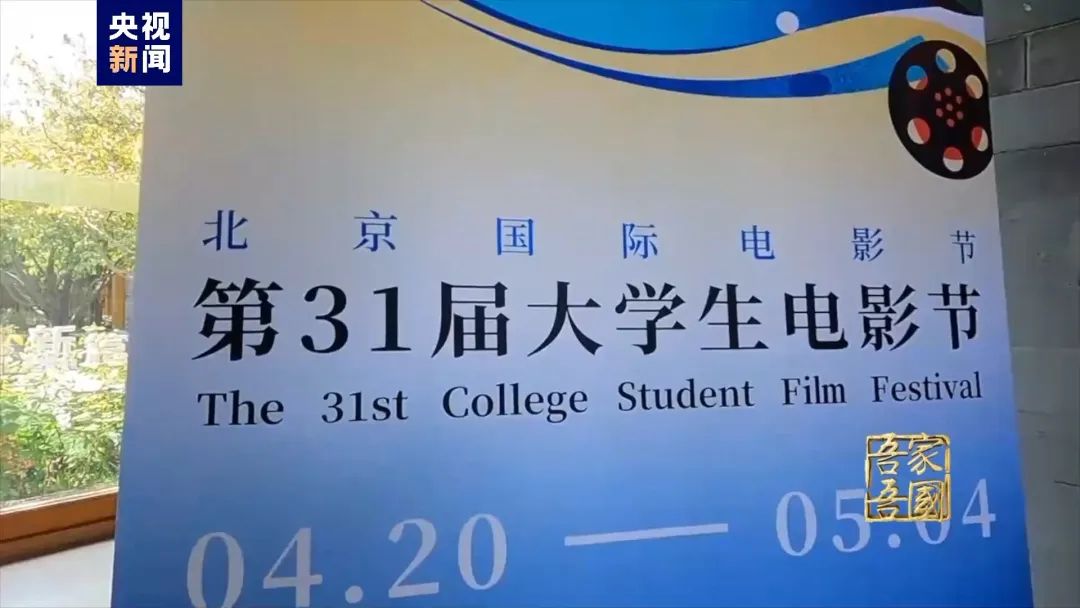 央视
新闻
北京国际电影节
第31届大学生电影节
The 31st College Student Film Festival
吾家
吾國
04.20 — 05.04